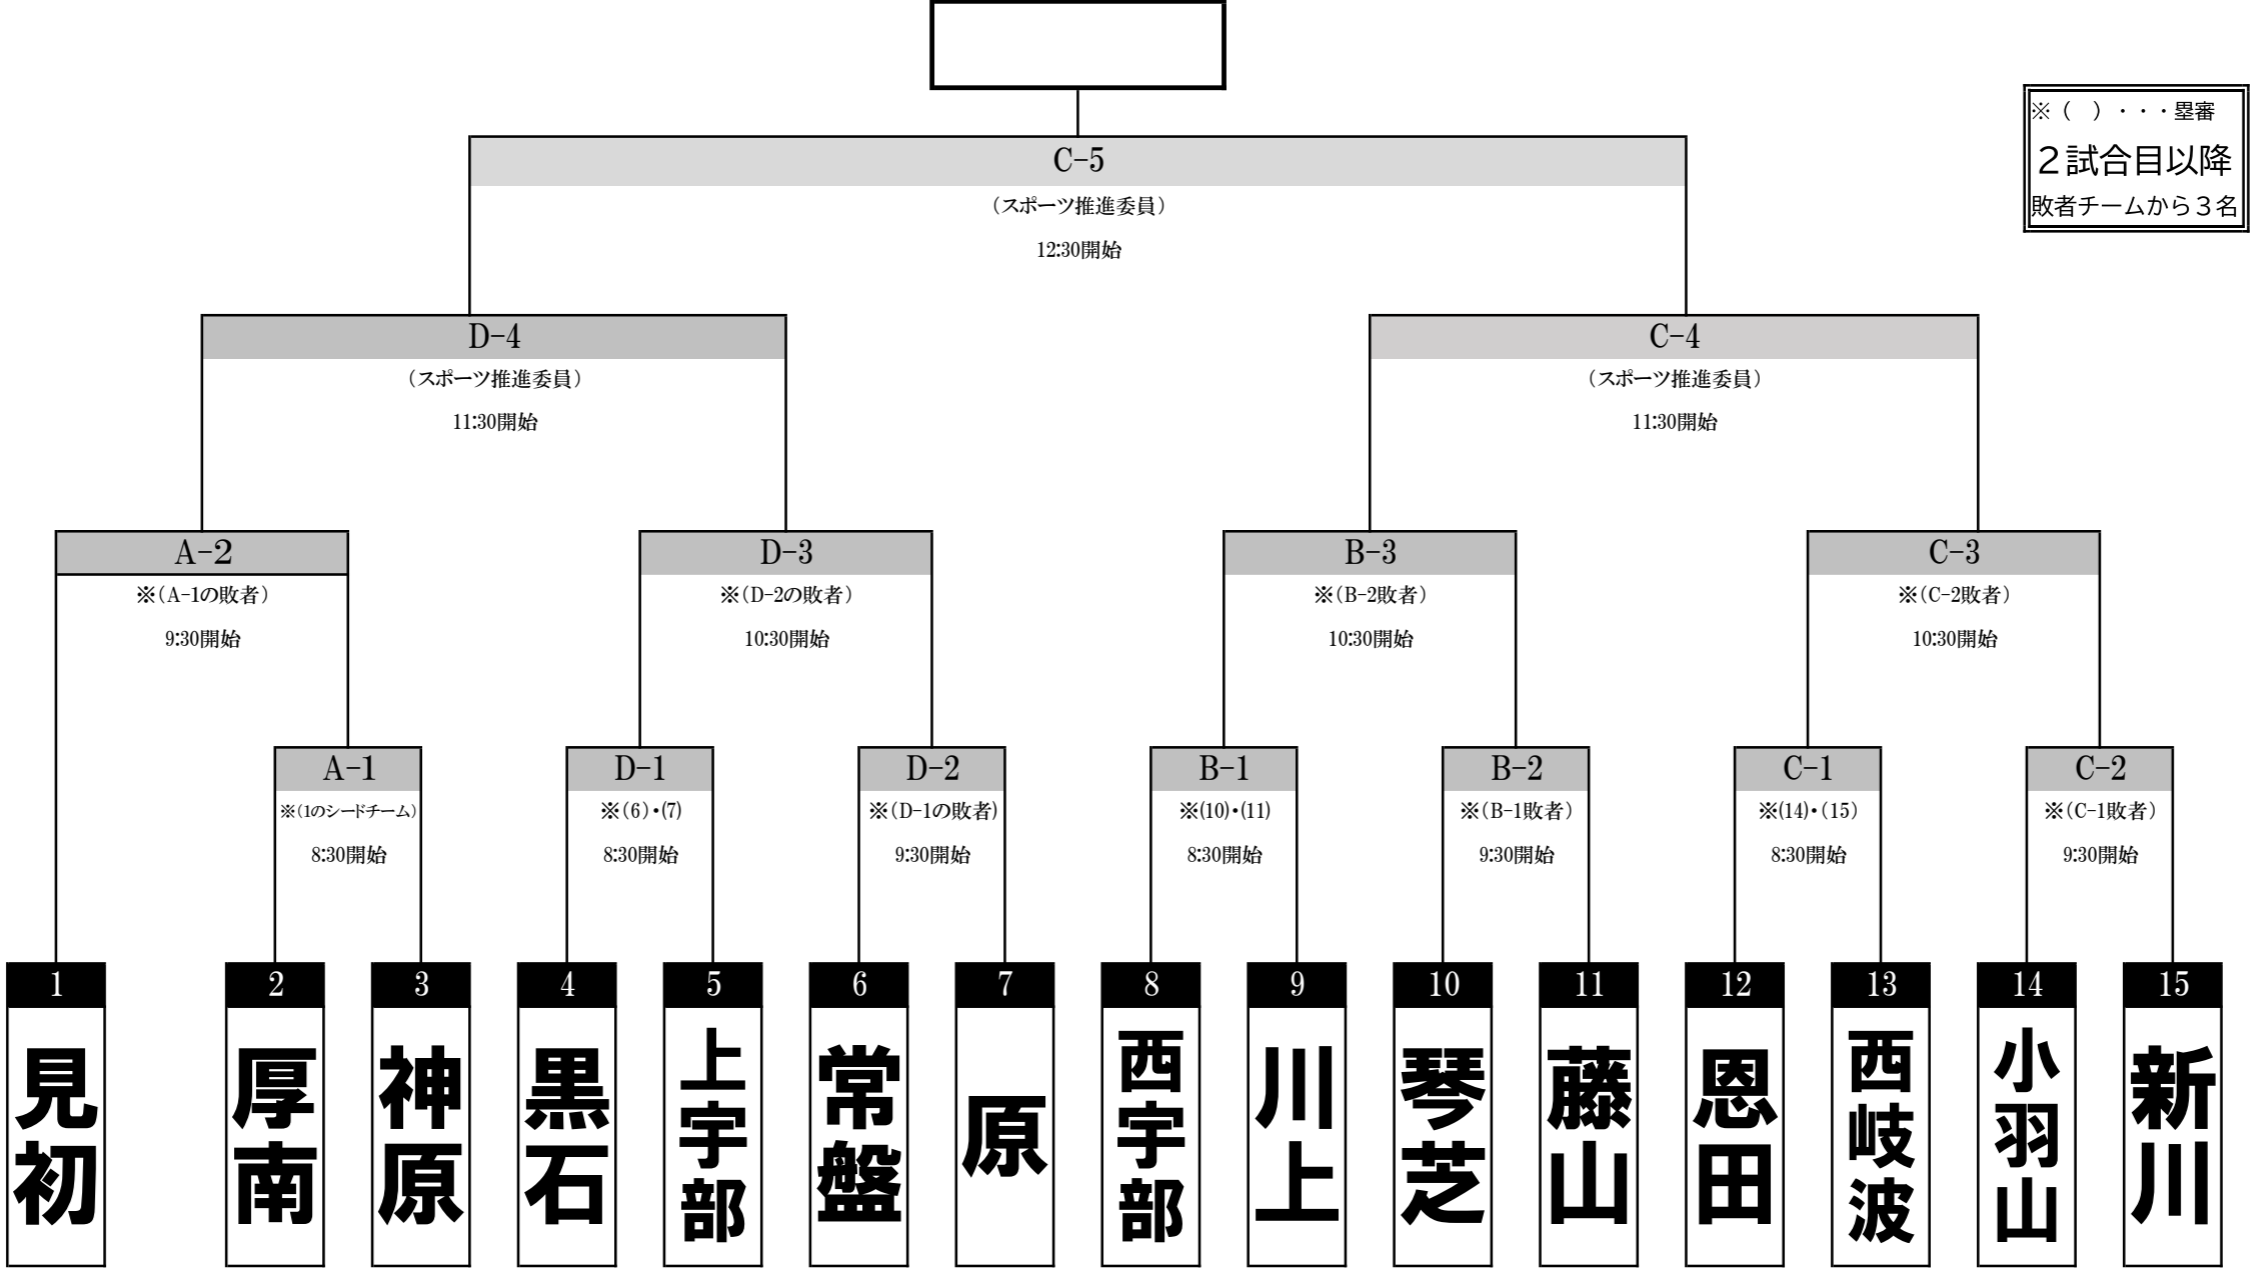 ※（　）・・・塁審
２試合目以降
敗者チームから３名
C-5
（スポーツ推進委員）
12:30開始
D-4
（スポーツ推進委員）
11:30開始
C-4
（スポーツ推進委員）
11:30開始
A-2
※（A-1の敗者）
9:30開始
D-3
※（D-2の敗者）
10:30開始
B-3
※（B-2敗者）
10:30開始
C-3
※（C-2敗者）
10:30開始
A-1
※（1のシードチーム）
8:30開始
D-1
※（6）・(7)
8:30開始
D-2
※（D-1の敗者)
9:30開始
B-1
※(10)・(11)
8:30開始
B-2
※（B-1敗者）
9:30開始
C-1
※(14)・（15）
8:30開始
C-2
※（C-1敗者）
9:30開始
1
見初
2
厚南
3
神原
4
黒石
5
上宇部
6
常盤
7
原
8
西宇部
9
川上
10
琴芝
11
藤山
12
恩田
13
西岐波
14
小羽山
15
新川